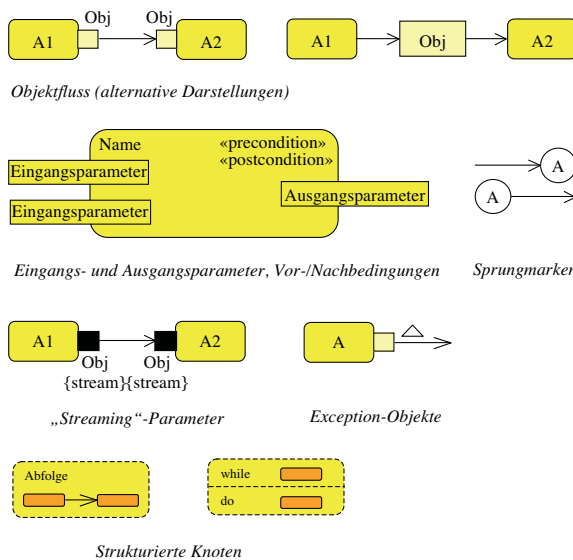 Obj Obj
A1 A2 A1 Obj A2
Objektfluss (alternative Darstellungen)
Name «precondition»
«postcondition»
Eingangsparameter
Eingangsparameter
Ausgangsparameter
A
A
Eingangs- und Ausgangsparameter, Vor-/Nachbedingungen Sprungmarken
A1 A2 A
Obj Obj
{stream}{stream}
„Streaming“-Parameter Exception-Objekte
Abfolge while
do
Strukturierte Knoten